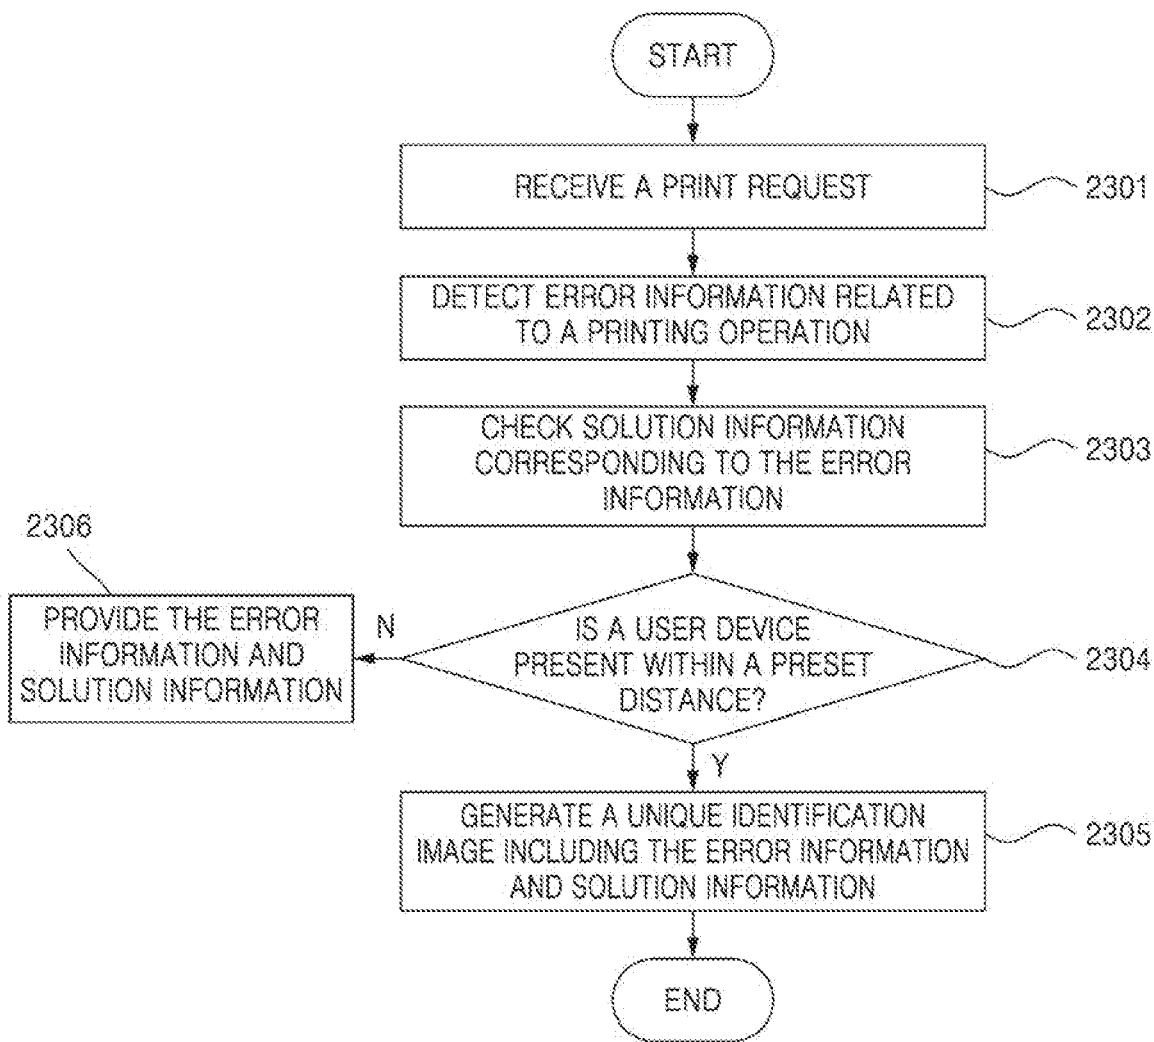 START
RECEIVE A PRINT REQUEST
2301
DETECT ERROR INFORMATION RELATED
TO A PRINTING OPERATION
2302
CHECK SOLUTION INFORMATION
CORRESPONDING TO THE ERROR
INFORMATION
2303
2306
PROVIDE THE ERROR
INFORMATION AND
SOLUTION INFORMATION
N
IS A USER DEVICE
PRESENT WITHIN A PRESET
DISTANCE?
2304
Y
GENERATE A UNIQUE IDENTIFICATION
IMAGE INCLUDING THE ERROR INFORMATION
AND SOLUTION INFORMATION
2305
END